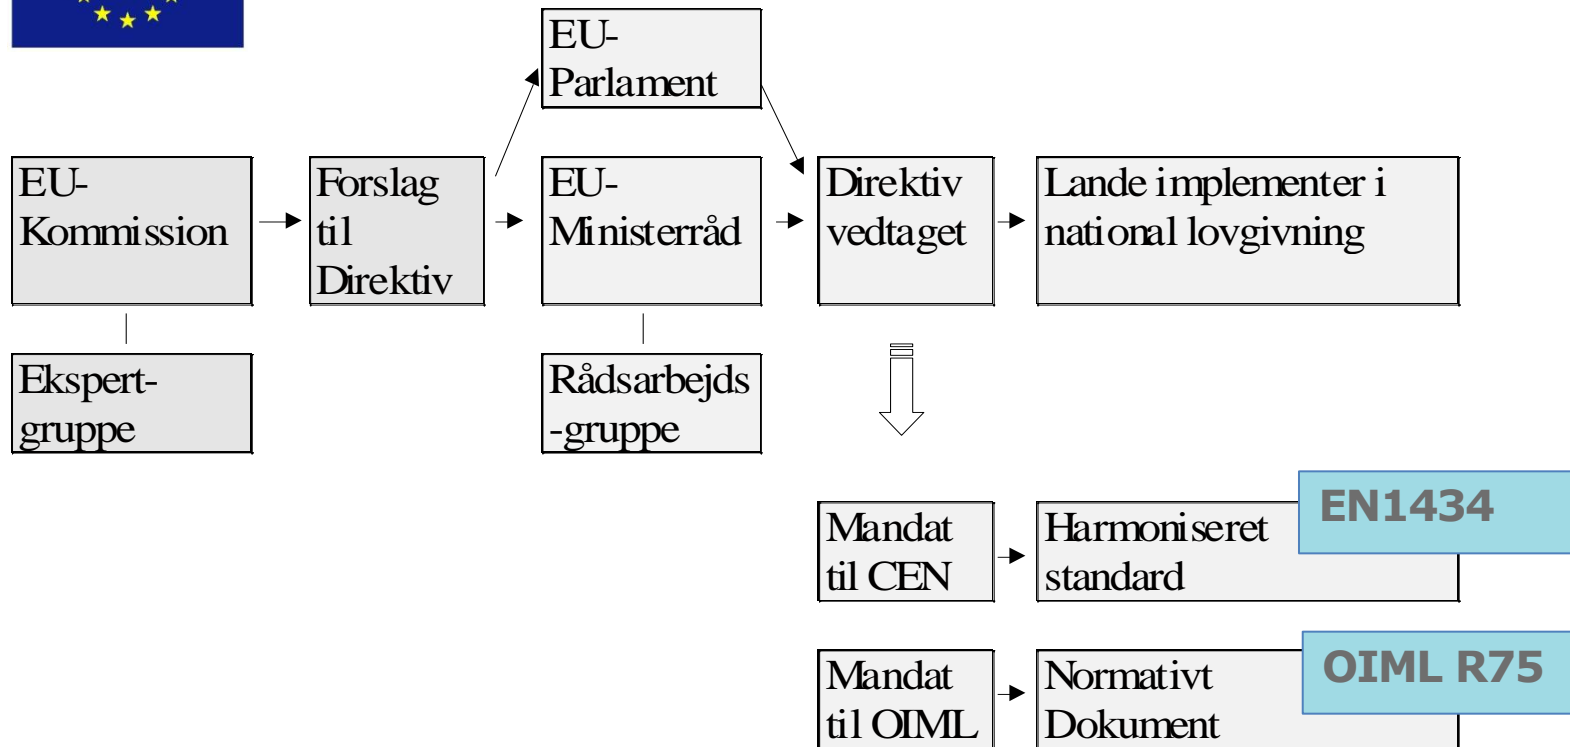 EU-
Parlament
EU-
Kommission
Forslag
til
Direktiv
EU-
Ministerråd
Direktiv
vedtaget
Lande implementer i
national lovgivning
Ekspert-
gruppe
Rådsarbejds
-gruppe
Mandat
til CEN
Harmoniseret
standard
EN1434
Mandat
til OIML
Normativt
Dokument
OIML R75